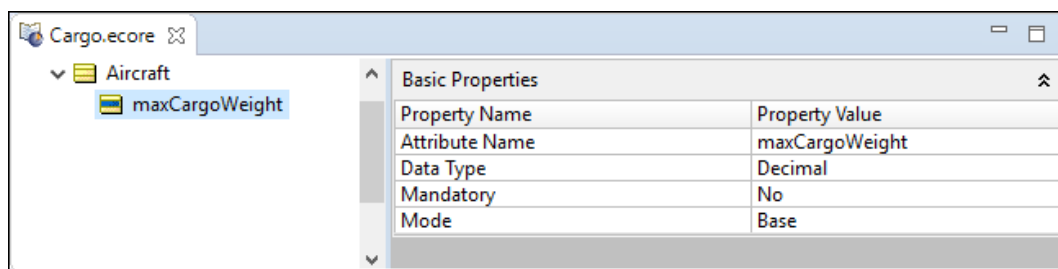 Cargo.ecore
Aircraft
maxCargoWeight
Basic Properties
Property Name Property Value
Attribute Name maxCargoWeight
Data Type Decimal
Mandatory No
Mode Base